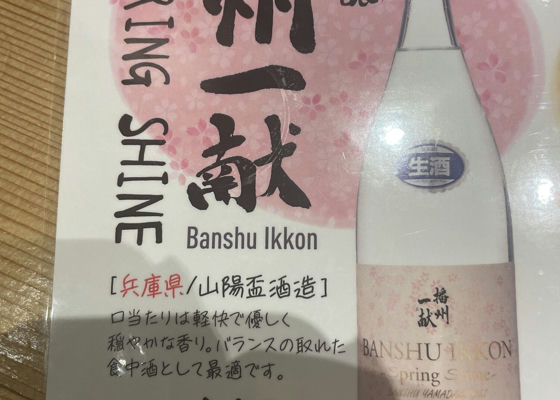 RING SHINE
州一献
Banshu Ikkon
[兵庫県/山陽盃酒造]
口当たりは軽快で優しく
穏やかな香り。バランスの取れた
食中酒として最適です。
生酒
播州
一献
BANSHU IKKON
-Spring Shine-